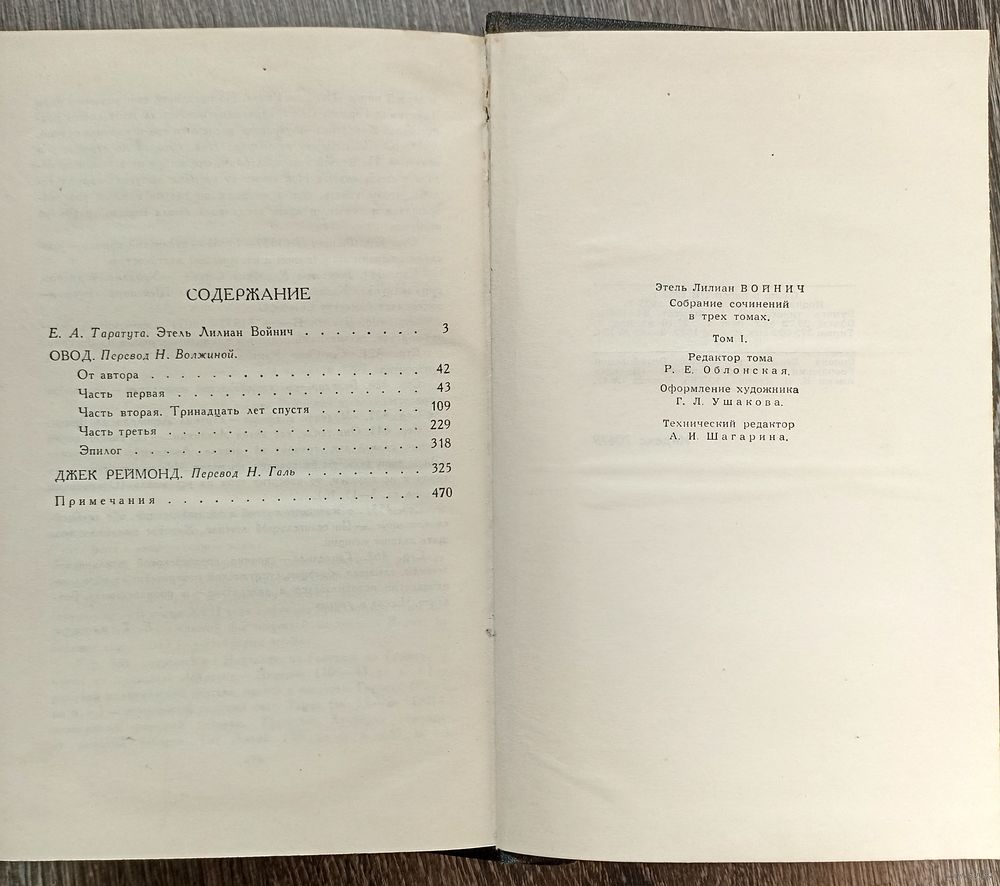 СОДЕРЖАНИЕ
Е. А. Таратута. Этель Лилиан Войнич . . . . . . . . 3
ОВОД. Перевод Н. Волжиной.
От автора . . . . . . . . . . . . . . . . . . 42
Часть первая . . . . . . . . . . . . . . . . 43
Часть вторая. Тринадцать лет спустя . . . . . . . 109
Часть третья . . . . . . . . . . . . . . . . . 229
Эпилог . . . . . . . . . . . . . . . . . . . 318
ДЖЕК РЕЙМОНД. Перевод Н. Галь . . . . . . . . 325
Примечания . . . . . . . . . . . . . . . . . 470
Этель Лилиан ВОЙНИЧ
Собрание сочинений
в трех томах.
Том I.
Редактор тома
Р. Е. Облонская.
Оформление художника
Г. Л. Ушакова.
Технический редактор
А. И. Шагарина.